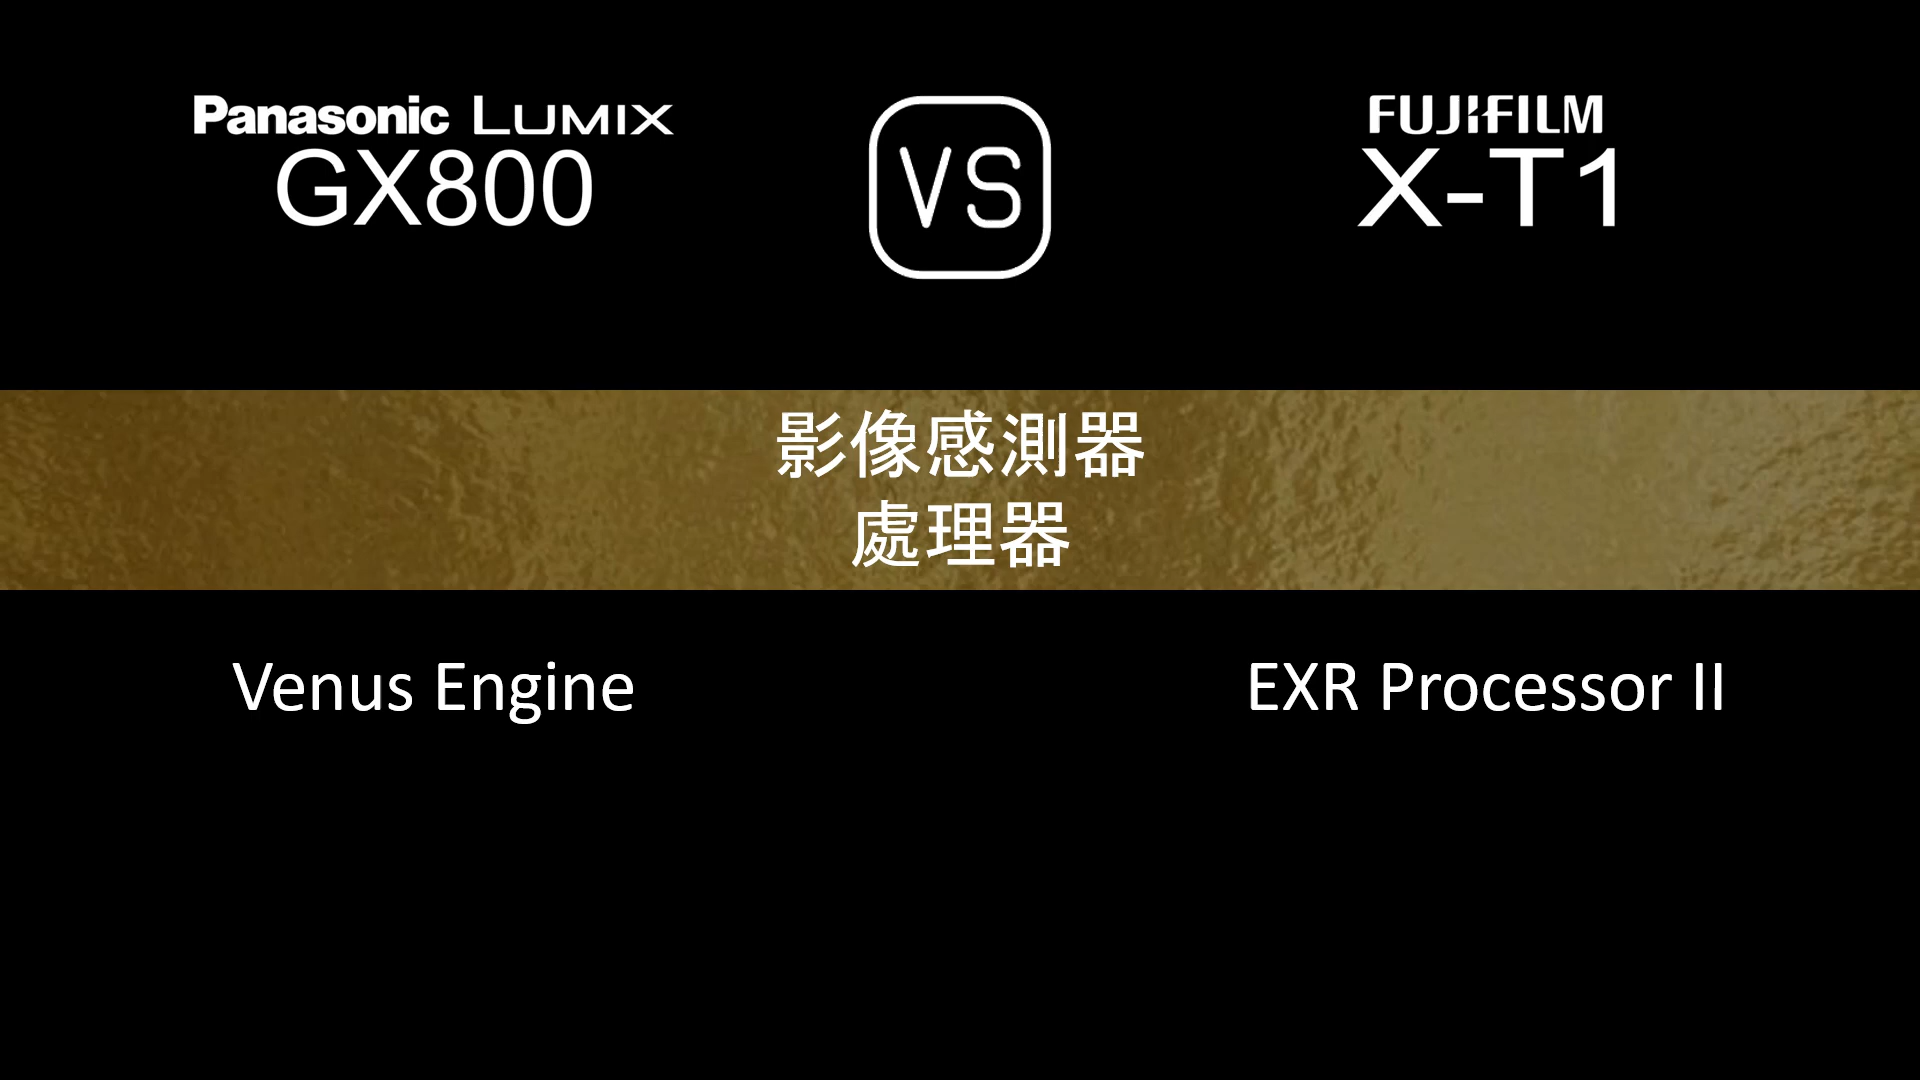 Panasonic LUMIX
GX800
VS
FUJIFILM
X-T1
影像感測器
處理器
Venus Engine
EXR Processor II